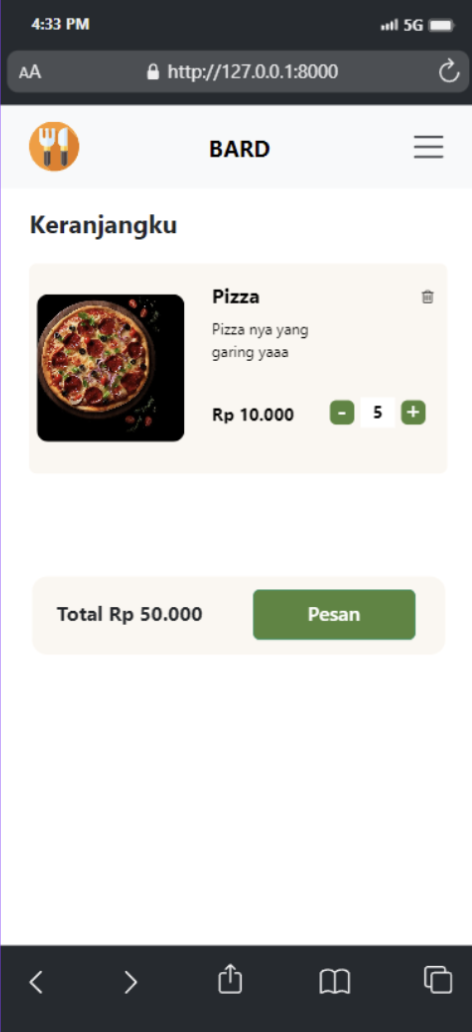 4:33 PM
5G
AA
http://127.0.0.1:8000
BARD
Keranjangku
Pizza
Pizza nya yang
garing yaaa
Rp 10.000
- 5 +
Total Rp 50.000
Pesan